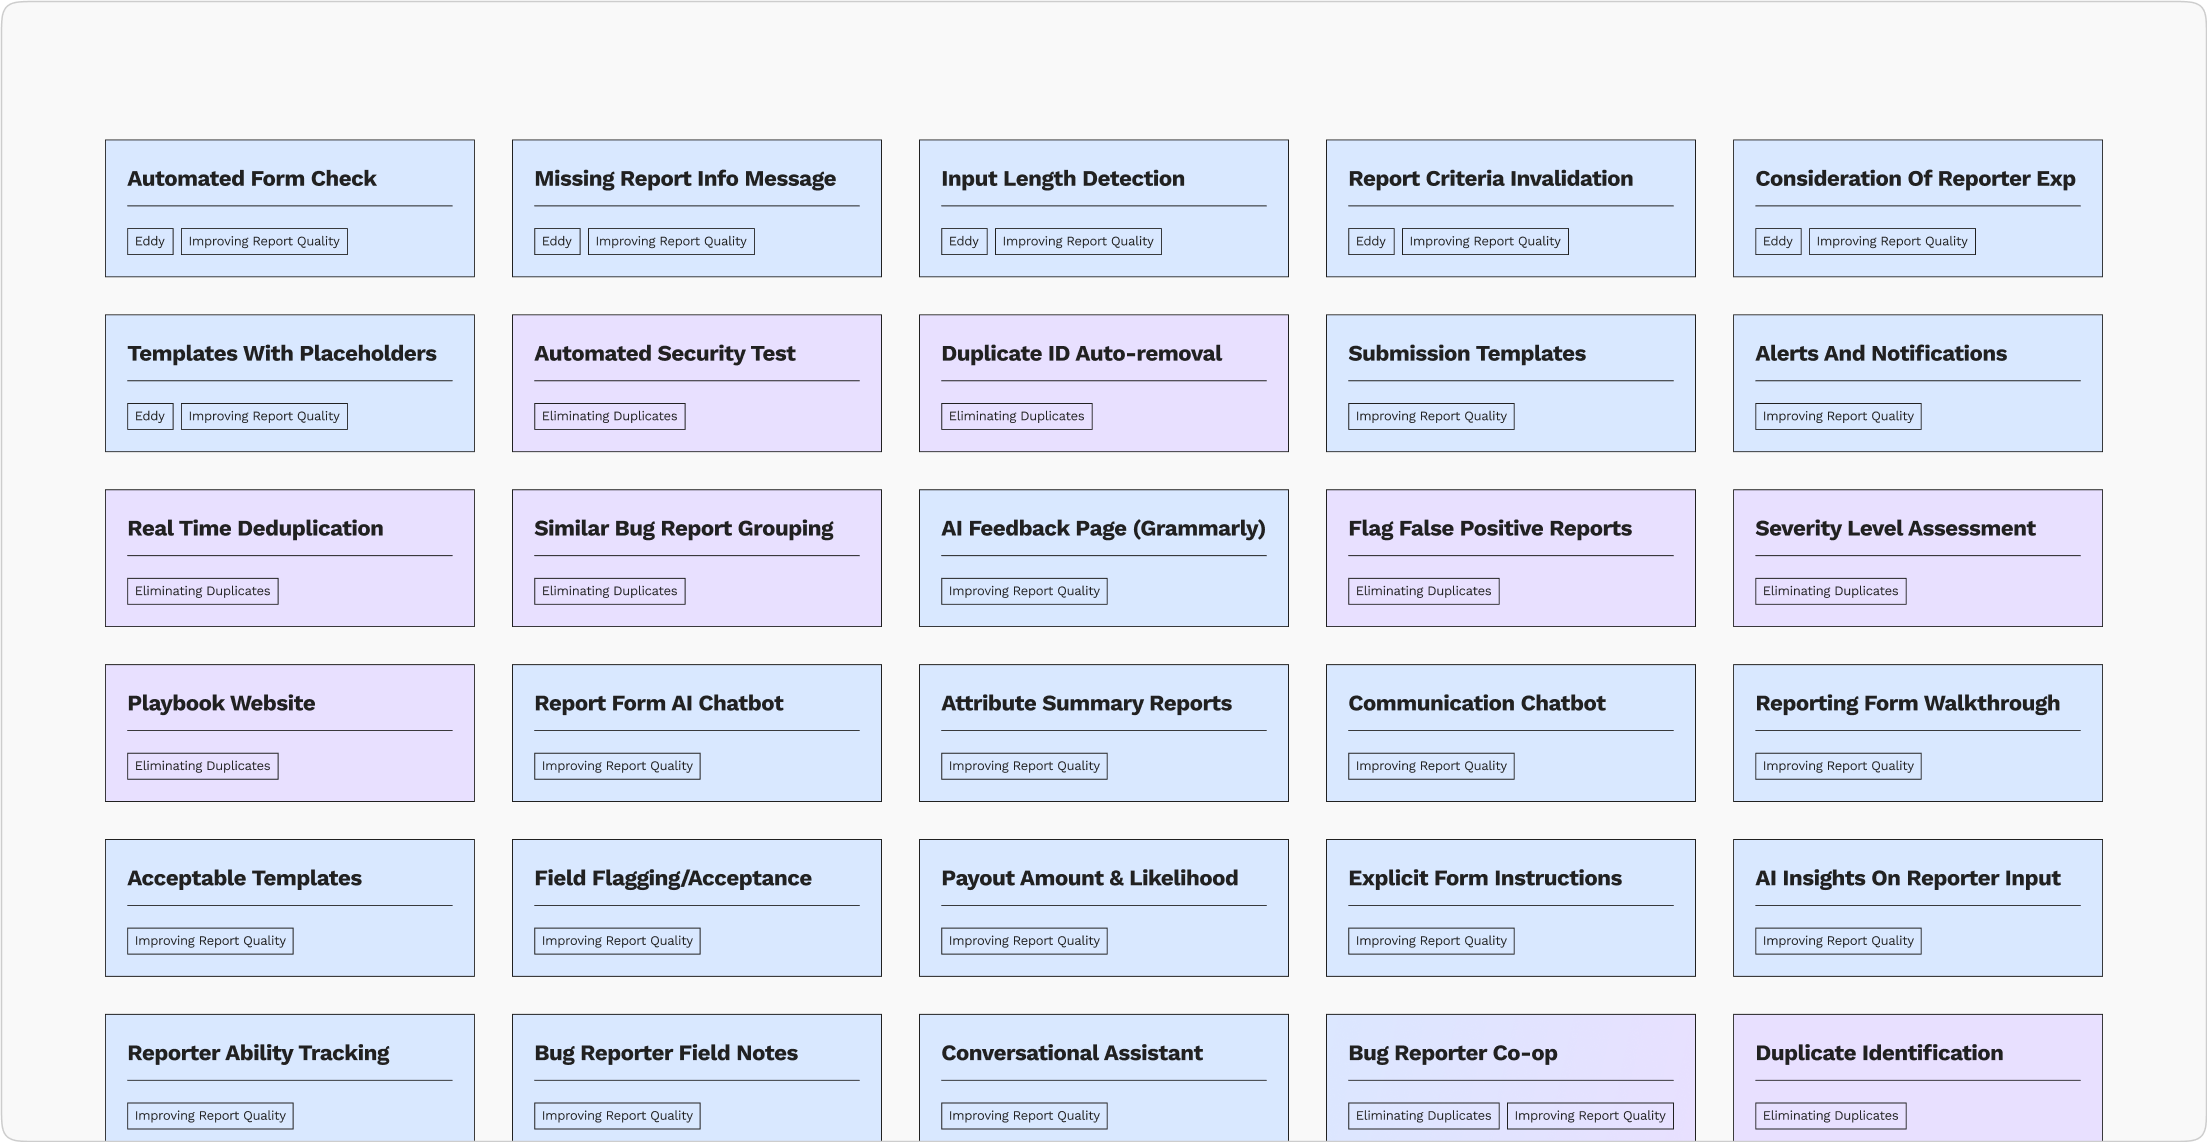 Automated Form Check
Eddy Improving Report Quality
Missing Report Info Message
Eddy Improving Report Quality
Input Length Detection
Eddy Improving Report Quality
Report Criteria Invalidation
Eddy Improving Report Quality
Consideration Of Reporter Exp
Eddy Improving Report Quality
Templates With Placeholders
Eddy Improving Report Quality
Automated Security Test
Eliminating Duplicates
Duplicate ID Auto-removal
Eliminating Duplicates
Submission Templates
Improving Report Quality
Alerts And Notifications
Improving Report Quality
Real Time Deduplication
Eliminating Duplicates
Similar Bug Report Grouping
Eliminating Duplicates
AI Feedback Page (Grammarly)
Improving Report Quality
Flag False Positive Reports
Eliminating Duplicates
Severity Level Assessment
Eliminating Duplicates
Playbook Website
Eliminating Duplicates
Report Form AI Chatbot
Improving Report Quality
Attribute Summary Reports
Improving Report Quality
Communication Chatbot
Improving Report Quality
Reporting Form Walkthrough
Improving Report Quality
Acceptable Templates
Improving Report Quality
Field Flagging/Acceptance
Improving Report Quality
Payout Amount & Likelihood
Improving Report Quality
Explicit Form Instructions
Improving Report Quality
AI Insights On Reporter Input
Improving Report Quality
Reporter Ability Tracking
Improving Report Quality
Bug Reporter Field Notes
Improving Report Quality
Conversational Assistant
Improving Report Quality
Bug Reporter Co-op
Eliminating Duplicates Improving Report Quality
Duplicate Identification
Eliminating Duplicates